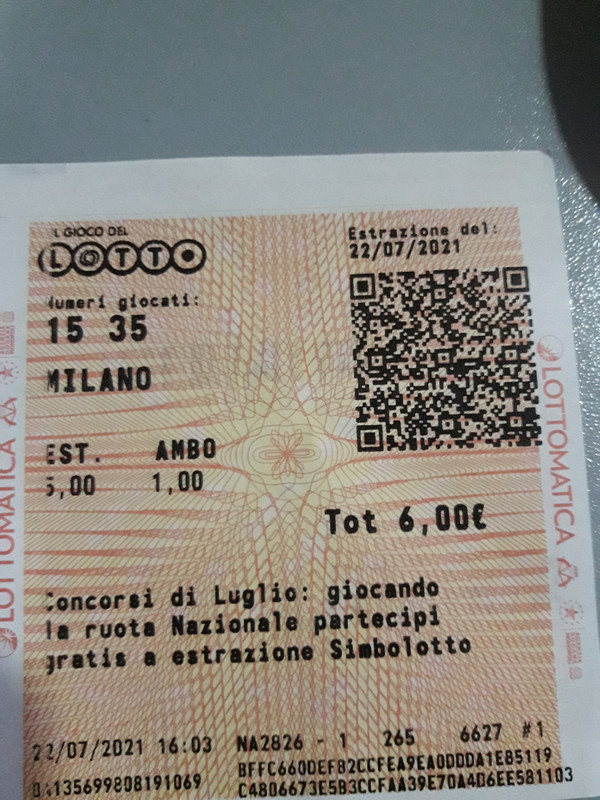 IL GIOCO DEL
LOTTO
Estrazione del:
22/07/2021
Numeri giocati:
15 35
MILANO
EST. AMBO
5,00 1,00
Tot 6,00€
Concorsi di Luglio: giocando
la ruota Nazionale partecipi
gratis a estrazione Simbolotto
22/07/2021 16:03 NA2826 - 1 265 6627 #1
BFFC660DEFB2CCFEA9EA0DDDA1E85119
C4806673E5B3CCFAA39E70A4D6EE581103
LOTTOMATICA
LOTTOMATICA